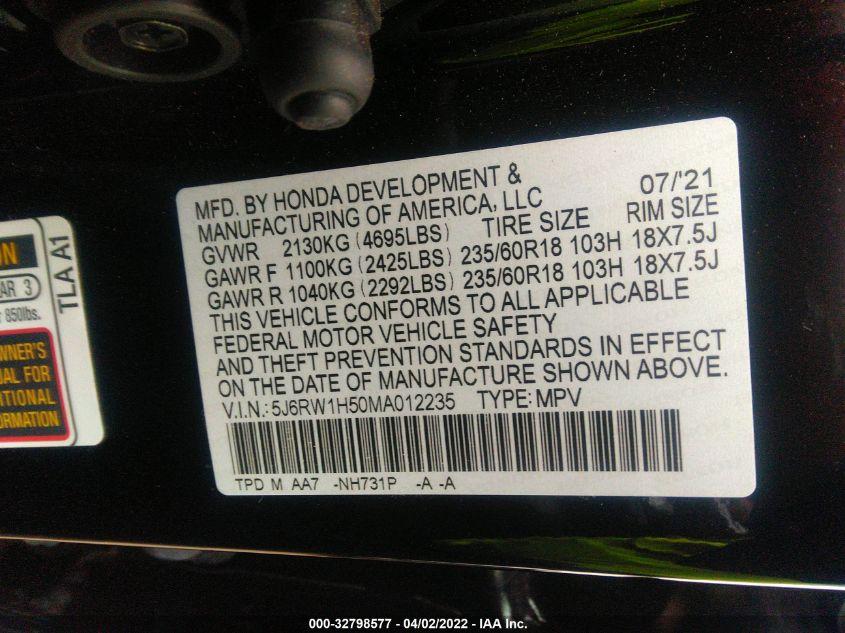 MFD. BY HONDA DEVELOPMENT & 07/'21
MANUFACTURING OF AMERICA, LLC
GVWR 2130KG (4695LBS) TIRE SIZE RIM SIZE
GAWR F 1100KG (2425LBS) 235/60R18 103H 18X7.5J
GAWR R 1040KG (2292LBS) 235/60R18 103H 18X7.5J
THIS VEHICLE CONFORMS TO ALL APPLICABLE
FEDERAL MOTOR VEHICLE SAFETY
AND THEFT PREVENTION STANDARDS IN EFFECT
ON THE DATE OF MANUFACTURE SHOWN ABOVE.
V.I.N: 5J6RW1H50MA012235 TYPE: MPV
TPD M AA7 -NH731P -A -A
TLA A1
3
850lbs.
FOR
000-32798577 - 04/02/2022 - IAA Inc.